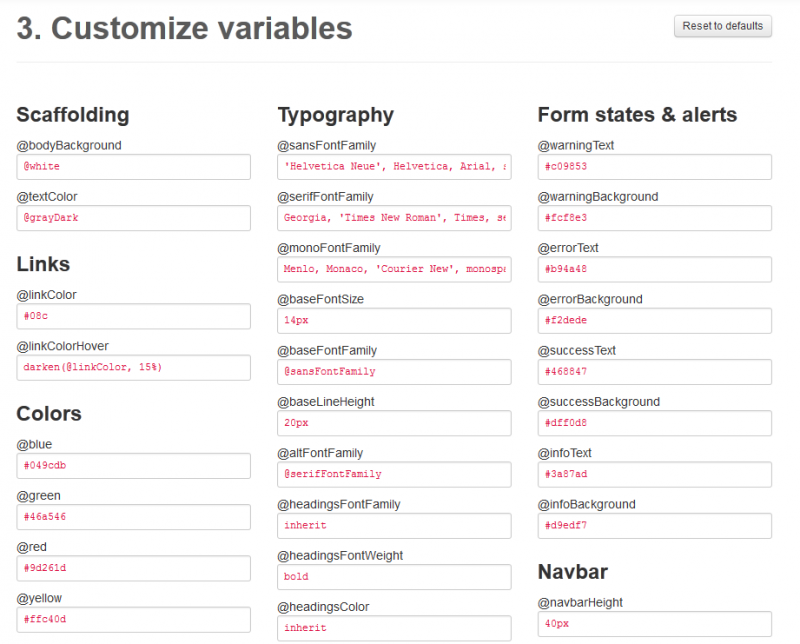 3. Customize variables
Reset to defaults
Scaffolding
@bodyBackground
@white
@textColor
@grayDark
Links
@linkColor
#08c
@linkColorHover
darken(@linkColor, 15%)
Colors
@blue
#049cdb
@green
#46a546
@red
#9d261d
@yellow
#ffc40d
Typography
@sansFontFamily
'Helvetica Neue', Helvetica, Arial,
@serifFontFamily
Georgia, 'Times New Roman', Times, se
@monoFontFamily
Menlo, Monaco, 'Courier New', monospa
@baseFontSize
14px
@baseFontFamily
@sansFontFamily
@baseLineHeight
20px
@altFontFamily
@serifFontFamily
@headingsFontFamily
inherit
@headingsFontWeight
bold
@headingsColor
inherit
Form states & alerts
@warningText
#c09853
@warningBackground
#fcf8e3
@errorText
#b94a48
@errorBackground
#f2dede
@successText
#468847
@successBackground
#dff0d8
@infoText
#3a87ad
@infoBackground
#d9edf7
Navbar
@navbarHeight
40px